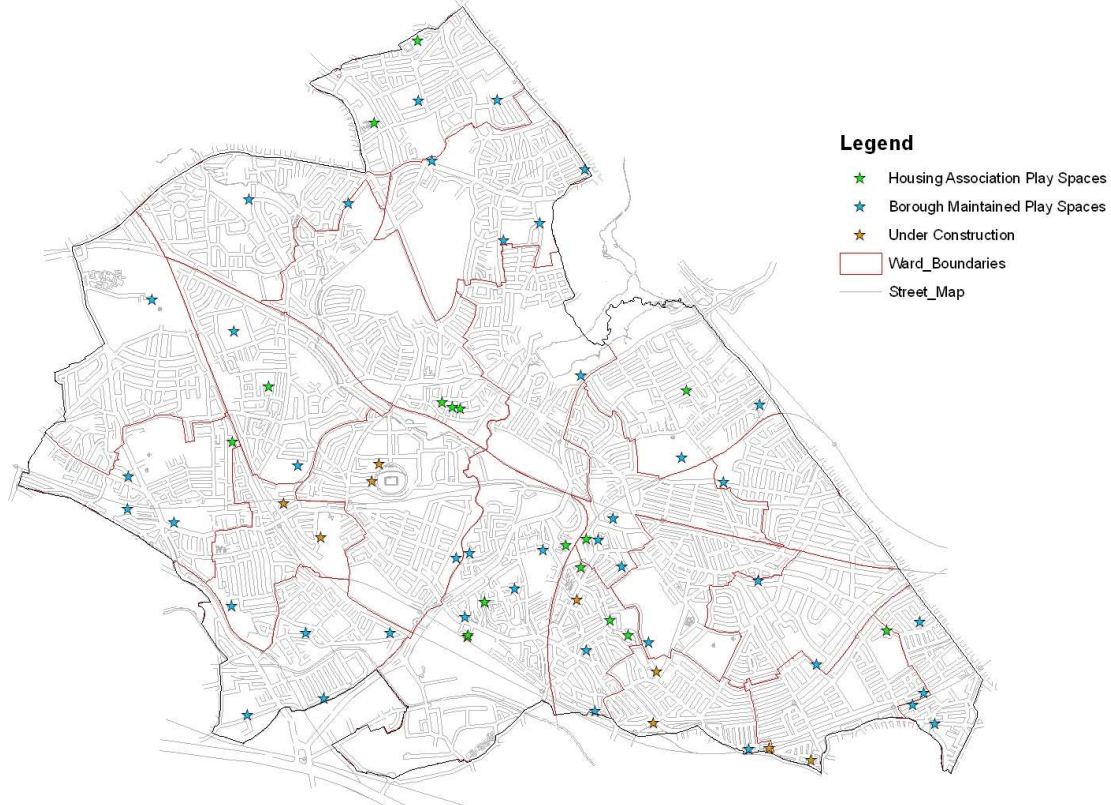 Legend
Housing Association Play Spaces
Borough Maintained Play Spaces
Under Construction
Ward_Boundaries
Street_Map